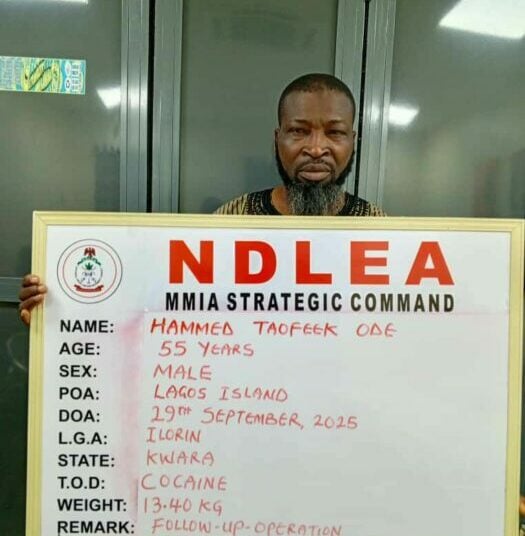 NDLEA
MMIA STRATEGIC COMMAND
NAME: HAMMED TAOFEEK ODE
AGE: 55 YEARS
SEX: MALE
POA: LAGOS ISLAND
DOA: 29TH SEPTEMBER, 2025
L.G.A: ILORIN
STATE: KWARA
T.O.D: COCAINE
WEIGHT: 13.40 KG
REMARK: FOLLOW-UP-OPERATION